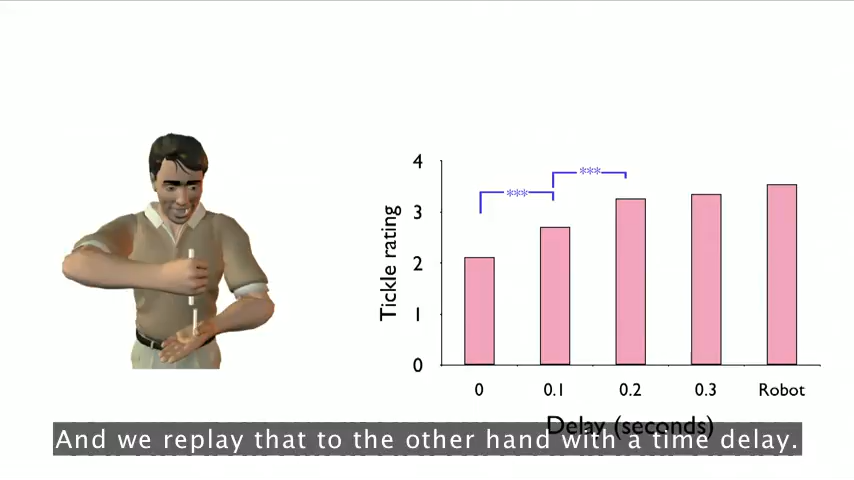 4
3
2
1
0
Tickle rating
***
***
0 0.1 0.2 0.3 Robot
Delay (seconds)
And we replay that to the other hand with a time delay.